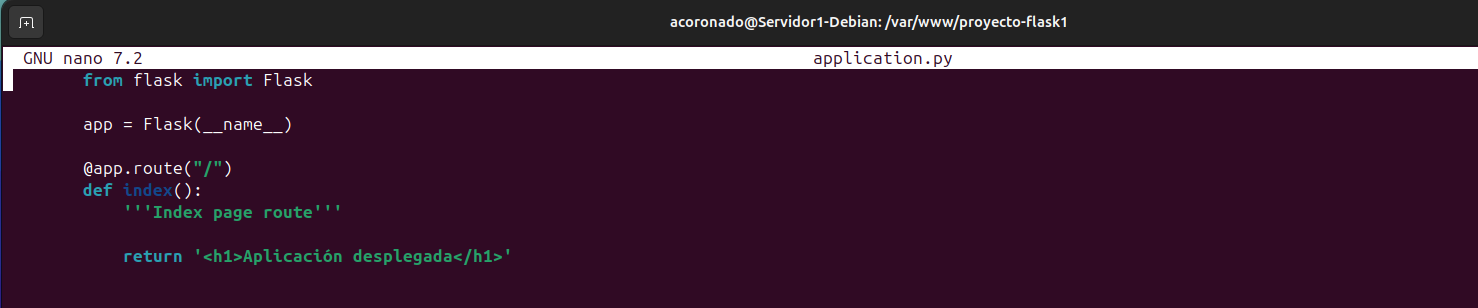 acoronado@Servidor1-Debian: /var/www/proyecto-flask1
GNU nano 7.2 application.py
from flask import Flask
app = Flask(__name__)
@app.route("/")
def index():
'''Index page route'''
return '<h1>Aplicación desplegada</h1>'